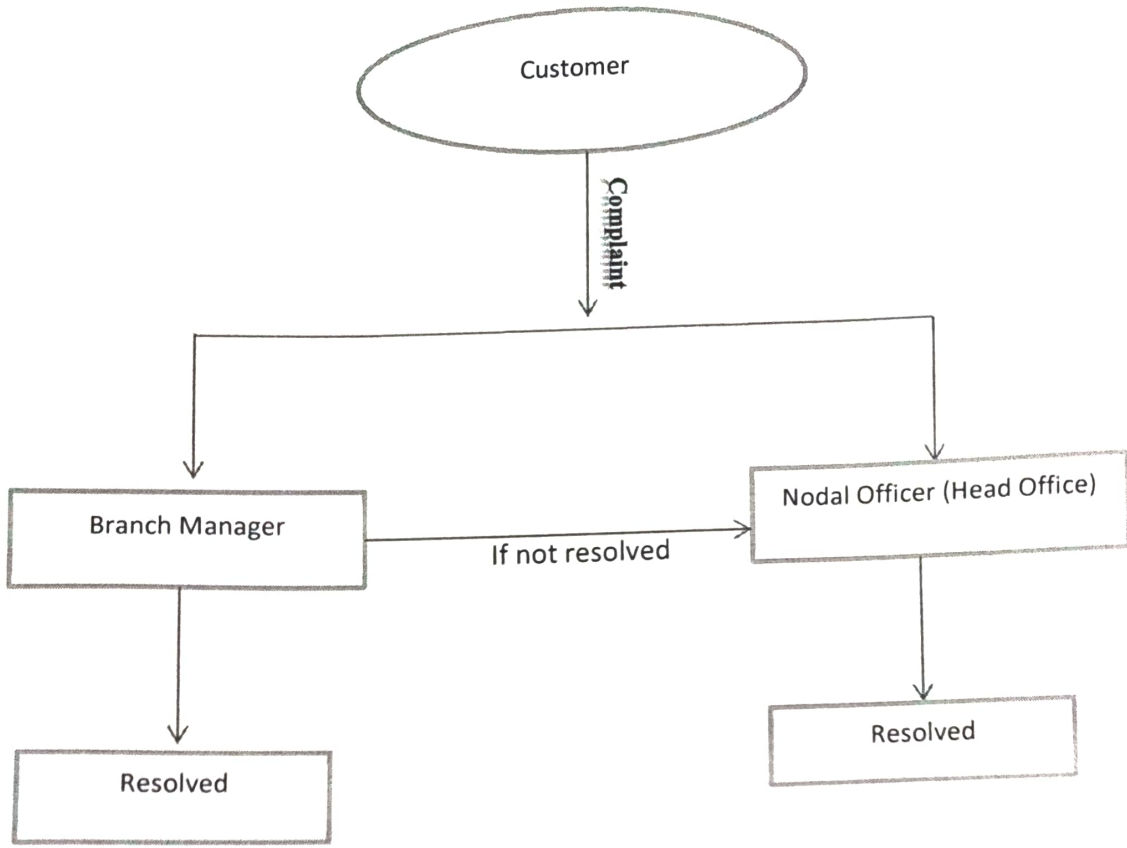 Customer
Complaint
Nodal Officer (Head Office)
Branch Manager
If not resolved
Resolved
Resolved